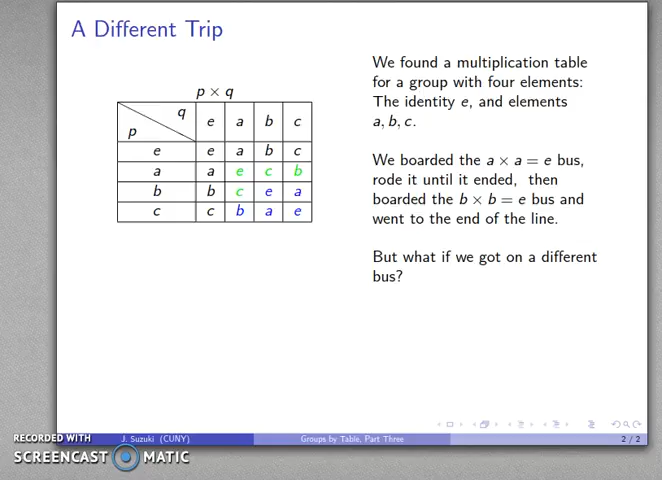 A Different Trip
We found a multiplication table
for a group with four elements:
The identity e, and elements
a, b, c.
We boarded the a × a = e bus,
rode it until it ended, then
boarded the b × b = e bus and
went to the end of the line.
But what if we got on a different
bus?
p × q
q
p
e a b c
e e a b c
a a e c b
b b c e a
c c b a e
J. Suzuki (CUNY)
Groups by Table, Part Three
2 / 2
RECORDED WITH
SCREENCAST MATIC